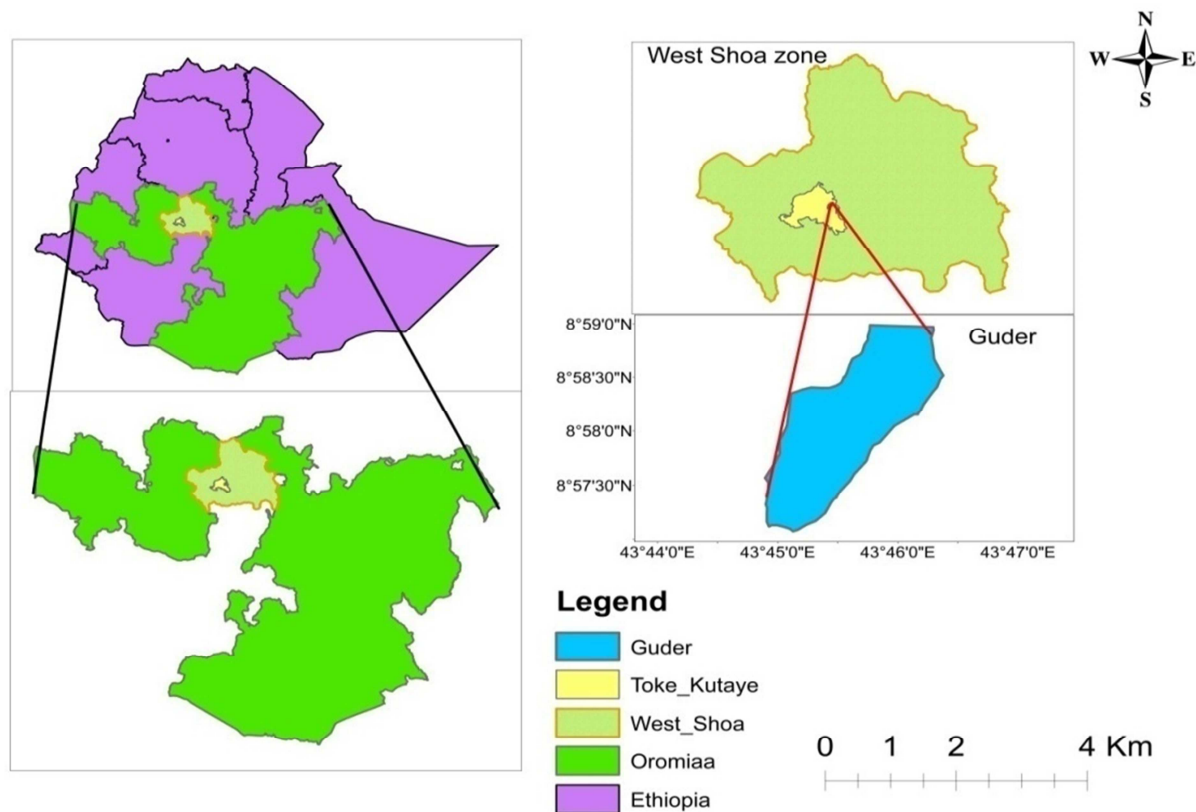 N
W E
S
West Shoa zone
Guder
8°59'0"N
8°58'30"N
8°58'0"N
8°57'30"N
43°44'0"E 43°45'0"E 43°46'0"E 43°47'0"E
Legend
Guder
Toke_Kutaye
West_Shoa
Oromiaa
Ethiopia
0 1 2 4 Km